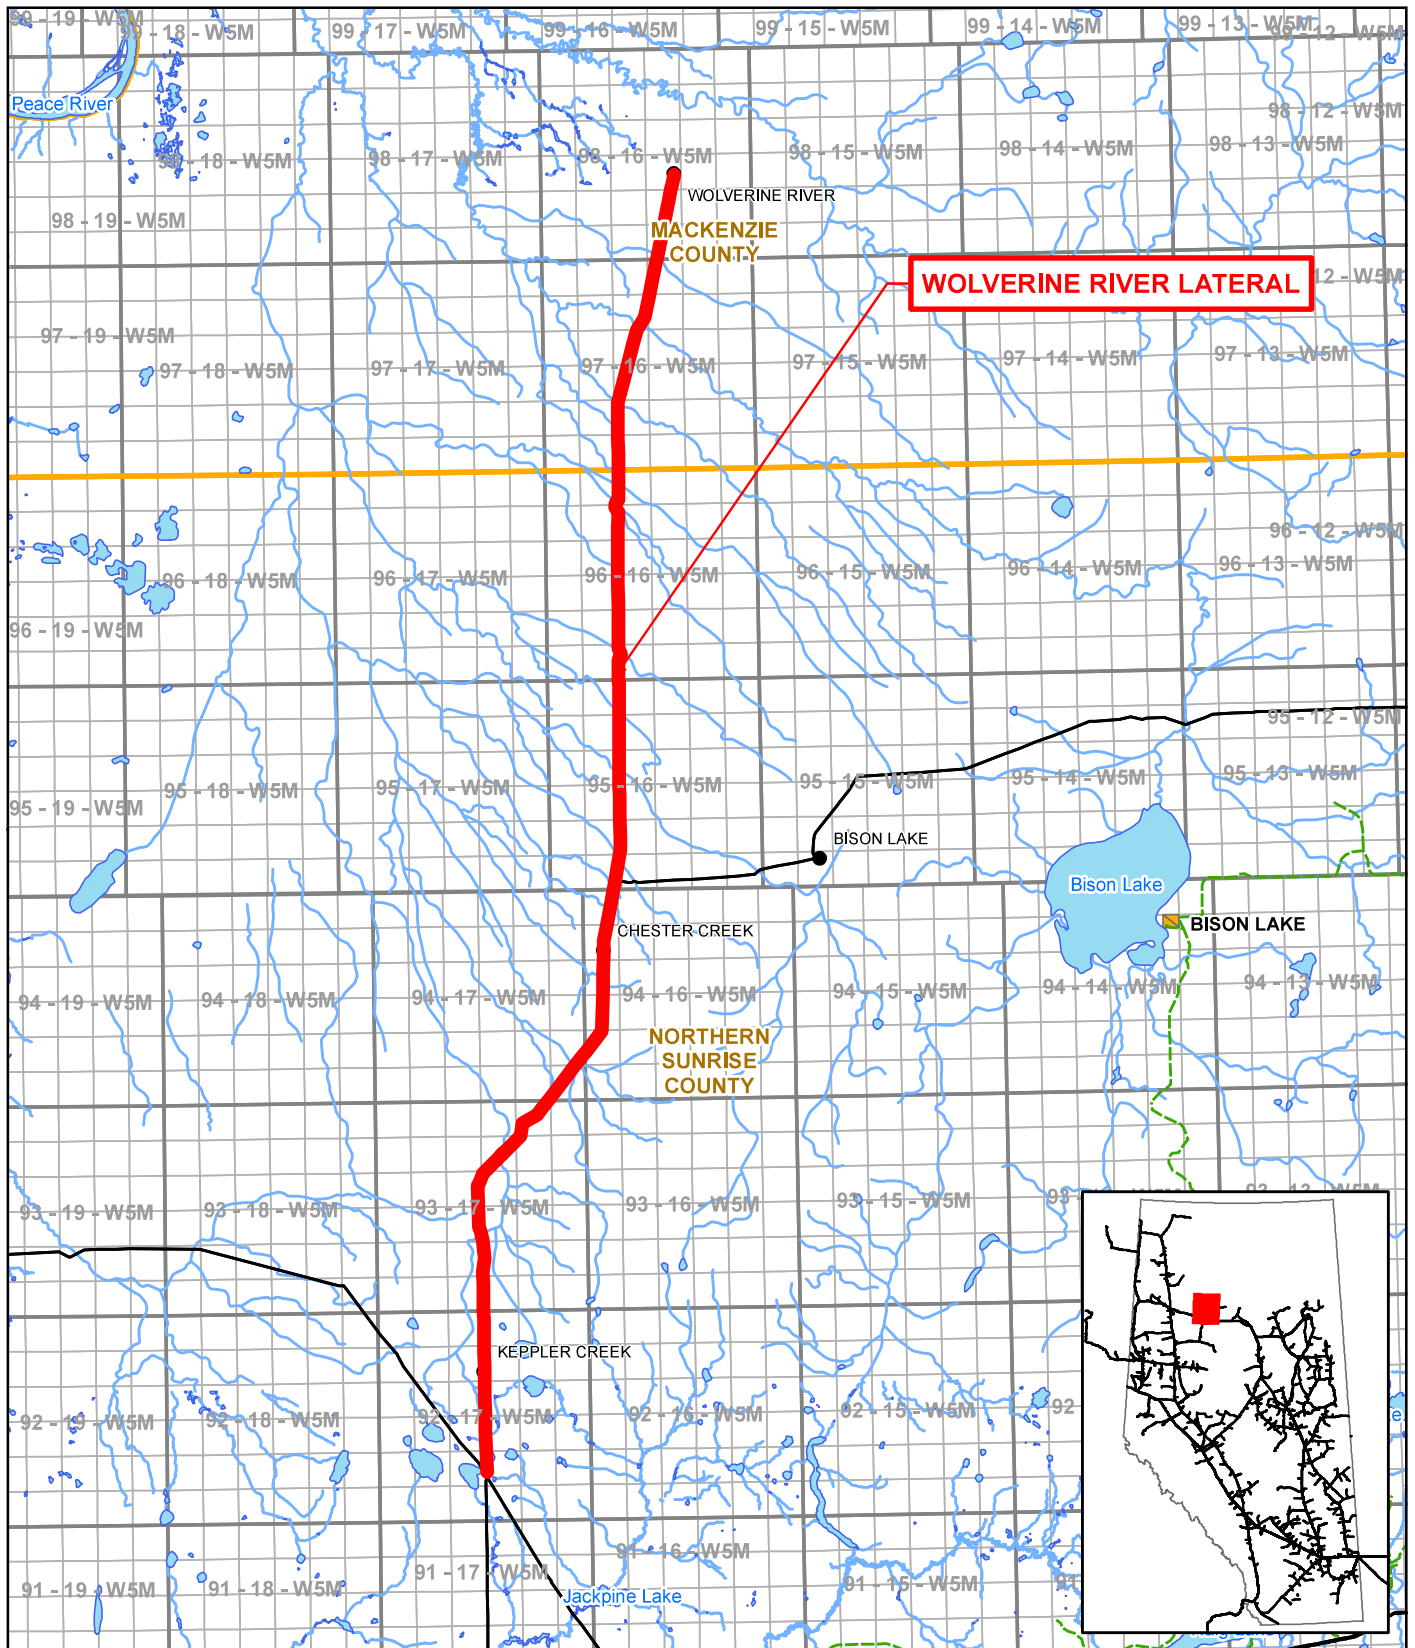 99 - 19 - W5M
99 - 18 - W5M
99 - 17 - W5M
99 - 16 - W5M
99 - 15 - W5M
99 - 14 - W5M
99 - 13 - W5M
99 - 12 - W5M
Peace River
98 - 12 - W5M
98 - 18 - W5M
98 - 17 - W5M
98 - 16 - W5M
98 - 15 - W5M
98 - 14 - W5M
98 - 13 - W5M
WOLVERINE RIVER
98 - 19 - W5M
MACKENZIE
COUNTY
WOLVERINE RIVER LATERAL
12 - W5M
97 - 19 - W5M
97 - 18 - W5M
97 - 17 - W5M
97 - 16 - W5M
97 - 15 - W5M
97 - 14 - W5M
97 - 13 - W5M
96 - 12 - W5M
96 - 18 - W5M
96 - 17 - W5M
96 - 16 - W5M
96 - 15 - W5M
96 - 14 - W5M
96 - 13 - W5M
96 - 19 - W5M
95 - 12 - W5M
95 - 19 - W5M
95 - 18 - W5M
95 - 17 - W5M
95 - 16 - W5M
95 - 15 - W5M
95 - 14 - W5M
95 - 13 - W5M
BISON LAKE
Bison Lake
BISON LAKE
CHESTER CREEK
94 - 19 - W5M
94 - 18 - W5M
94 - 17 - W5M
94 - 16 - W5M
94 - 15 - W5M
94 - 14 - W5M
94 - 13 - W5M
NORTHERN
SUNRISE
COUNTY
93 - 19 - W5M
93 - 18 - W5M
93 - 17 - W5M
93 - 16 - W5M
93 - 15 - W5M
93
KEPPLER CREEK
92 - 19 - W5M
92 - 18 - W5M
92 - 17 - W5M
92 - 16 - W5M
92 - 15 - W5M
92
91 - 19 - W5M
91 - 18 - W5M
91 - 17 - W5M
91 - 16 - W5M
91 - 15 - W5M
91
Jackpine Lake